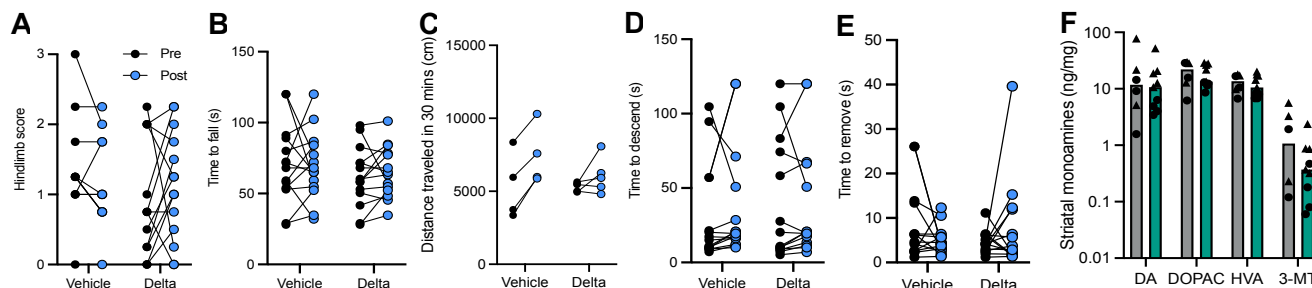 A
Hindlimb score
3
2
1
0
Vehicle
Delta
Pre
Post
B
Time to fall (s)
150
100
50
0
Vehicle
Delta
C
Distance traveled in 30 mins (cm)
15000
10000
5000
0
Vehicle
Delta
D
Time to descend (s)
150
100
50
0
Vehicle
Delta
E
Time to remove (s)
50
40
30
20
10
0
Vehicle
Delta
F
Striatal monoamines (ng/mg)
100
10
1
0.1
0.01
DA
DOPAC
HVA
3-MT